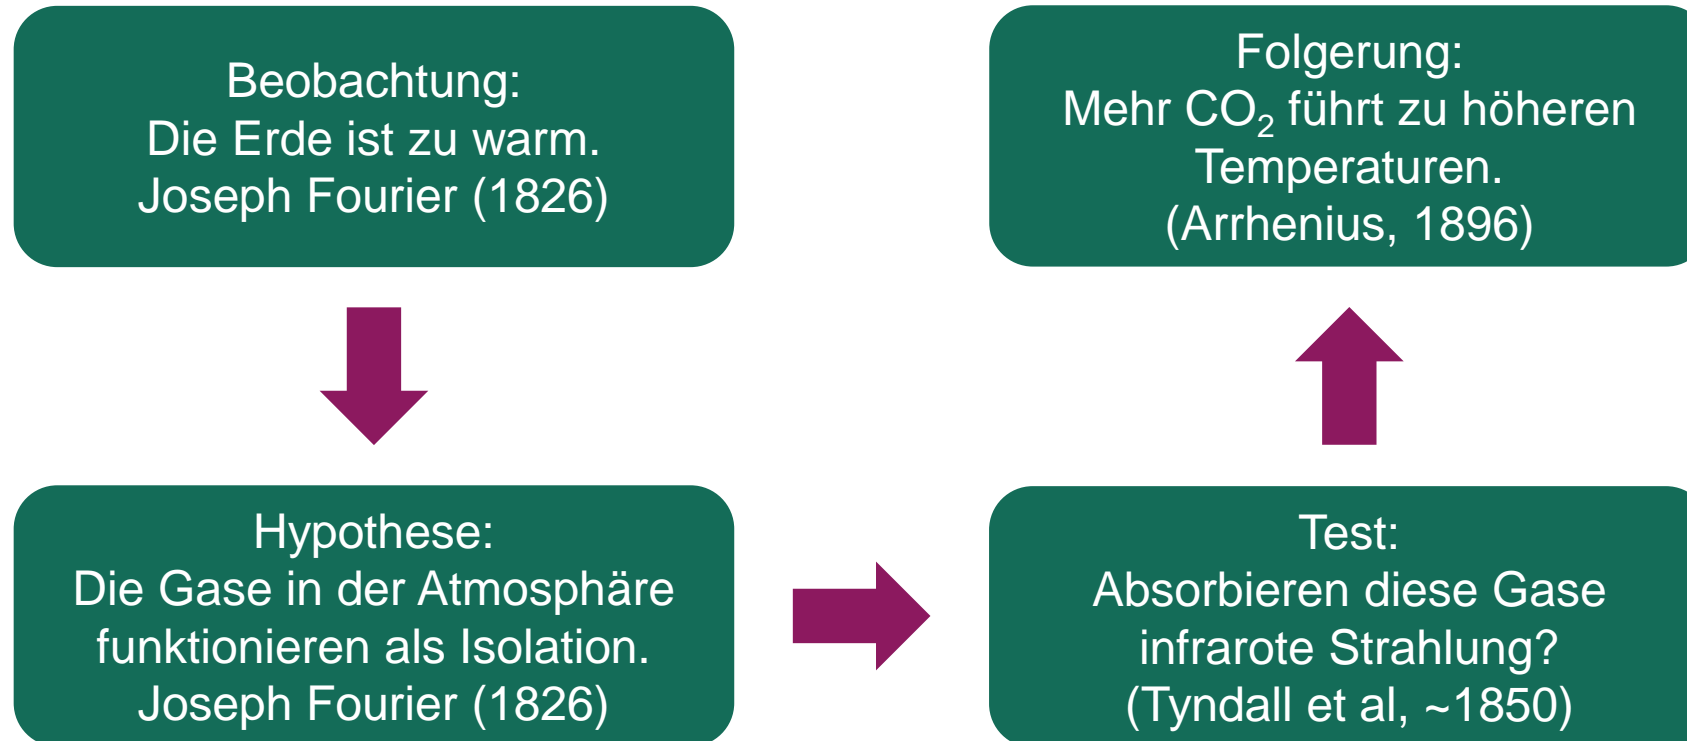 Beobachtung:
Die Erde ist zu warm.
Joseph Fourier (1826)
Hypothese:
Die Gase in der Atmosphäre
funktionieren als Isolation.
Joseph Fourier (1826)
Test:
Absorbieren diese Gase
infrarote Strahlung?
(Tyndall et al, ~1850)
Folgerung:
Mehr CO₂ führt zu höheren
Temperaturen.
(Arrhenius, 1896)